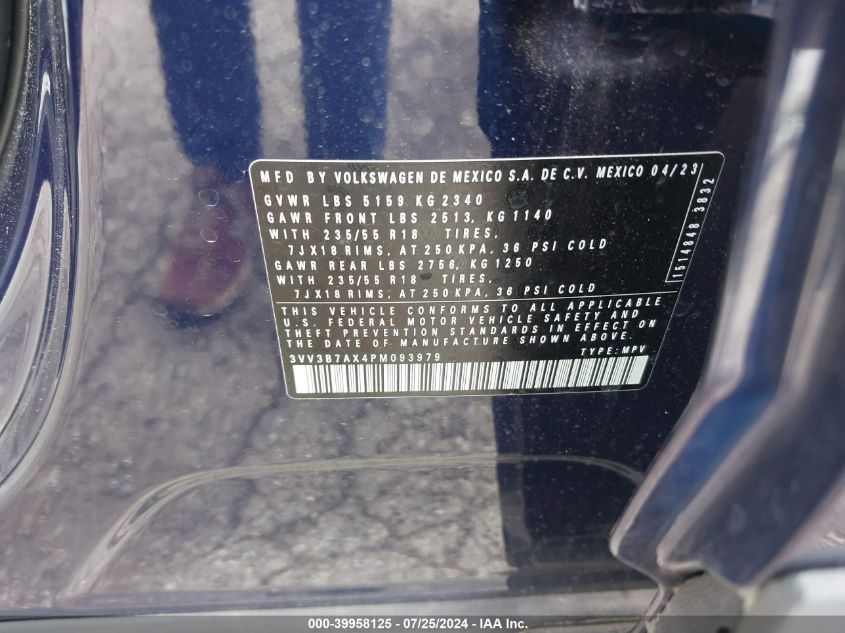 MFD BY VOLKSWAGEN DE MEXICO S.A. DE C.V. MEXICO 04/23
GVWR LBS 5159 KG 2340
GAWR FRONT LBS 2513, KG 1140
WITH 235/55 R18 TIRES,
7JX18 RIMS, AT 250 KPA, 36 PSI COLD
GAWR REAR LBS 2756, KG 1250
WITH 235/55 R18 TIRES,
7JX18 RIMS, AT 250 KPA, 36 PSI COLD
THIS VEHICLE CONFORMS TO ALL APPLICABLE
U.S. FEDERAL MOTOR VEHICLE SAFETY AND
THEFT PREVENTION STANDARDS IN EFFECT ON
THE DATE OF MANUFACTURE SHOWN ABOVE.
3VV3B7AX4PM093979 TYPE: MPV
1514848 3832
000-39958125 - 07/25/2024 - IAA Inc.